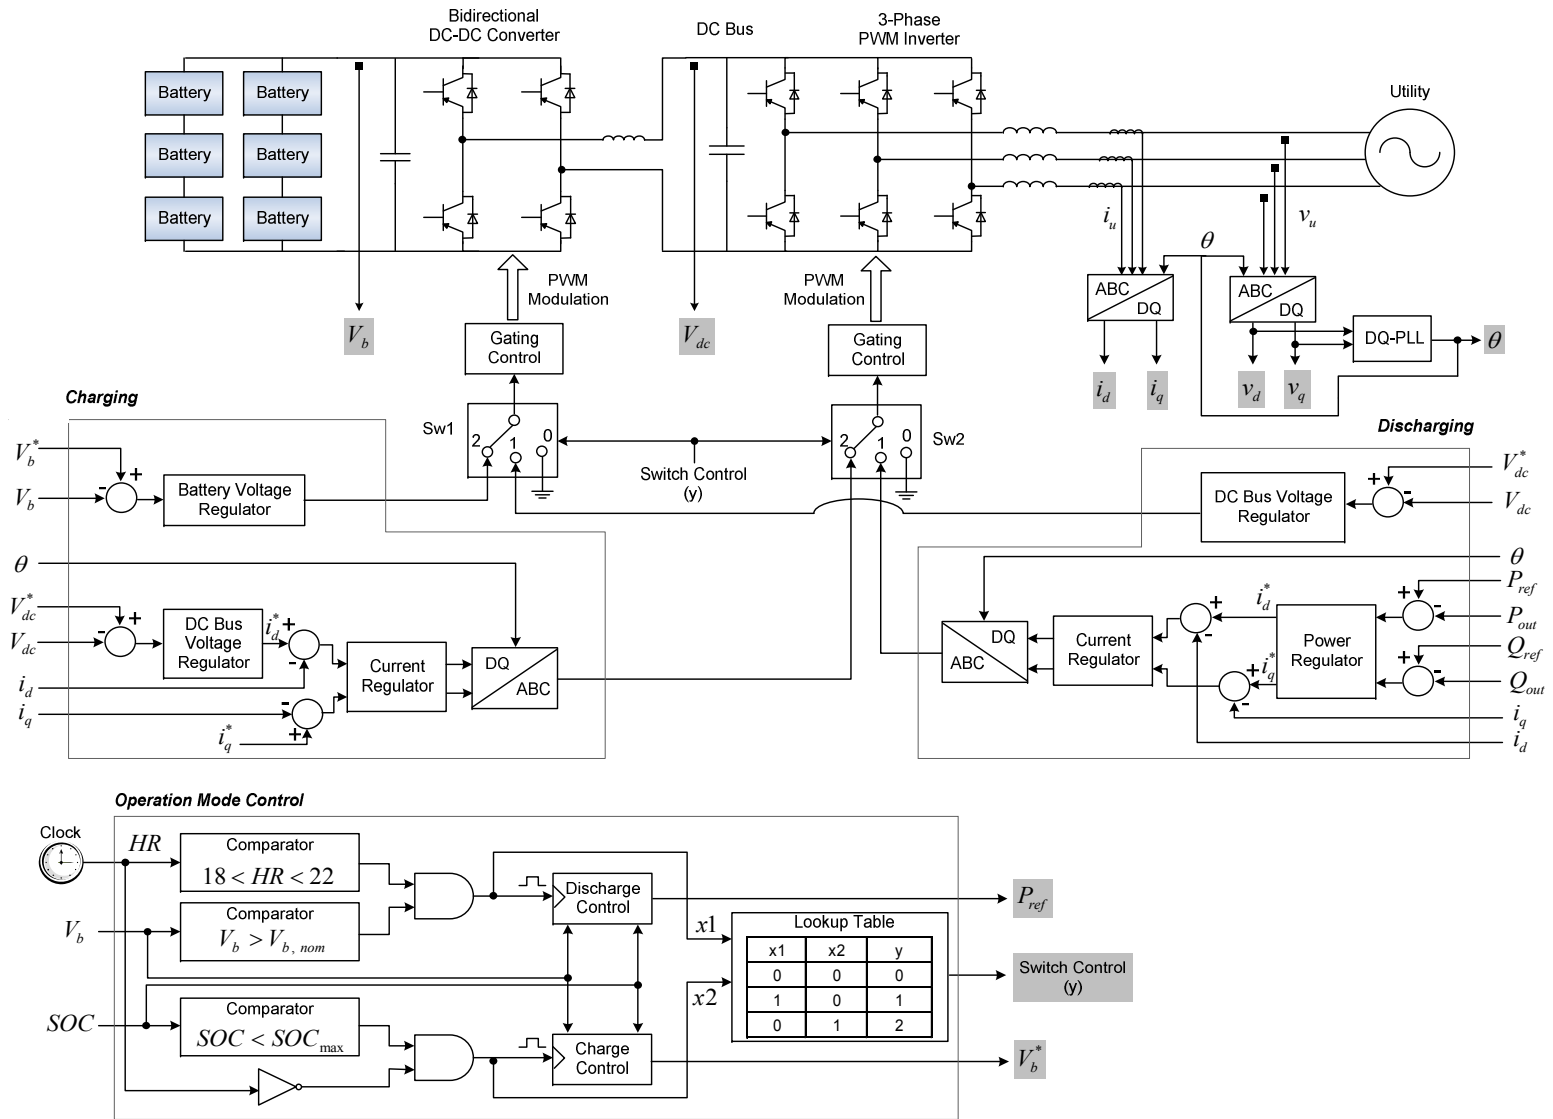 Bidirectional
DC-DC Converter
DC Bus
3-Phase
PWM Inverter
Utility
Battery
Battery
Battery
Battery
Battery
Battery
i_u
v_u
θ
PWM
Modulation
PWM
Modulation
ABC
DQ
ABC
DQ
V_b
V_dc
Gating
Control
Gating
Control
DQ-PLL
θ
i_d
i_q
v_d
v_q
Charging
Sw1
2
1
0
Switch Control
(y)
2
1
0
Sw2
Discharging
V_b^*
+
-
V_b
Battery Voltage
Regulator
DC Bus Voltage
Regulator
+
-
V_dc^*
V_dc
θ
V_dc^*
+
-
V_dc
DC Bus
Voltage
Regulator
i_d^*
+
-
i_d
i_q
-
+
i_q^*
Current
Regulator
DQ
ABC
θ
DQ
ABC
Current
Regulator
i_d^*
+
-
i_q^*
+
-
Power
Regulator
+
-
P_ref
P_out
+
-
Q_ref
Q_out
i_q
i_d
Operation Mode Control
Clock
HR
Comparator
18 < HR < 22
V_b
Comparator
V_b > V_b, nom
Discharge
Control
P_ref
x1
Lookup Table
x1 x2 y
0 0 0
1 0 1
0 1 2
Switch Control
(y)
x2
SOC
Comparator
SOC < SOC_max
Charge
Control
V_b^*